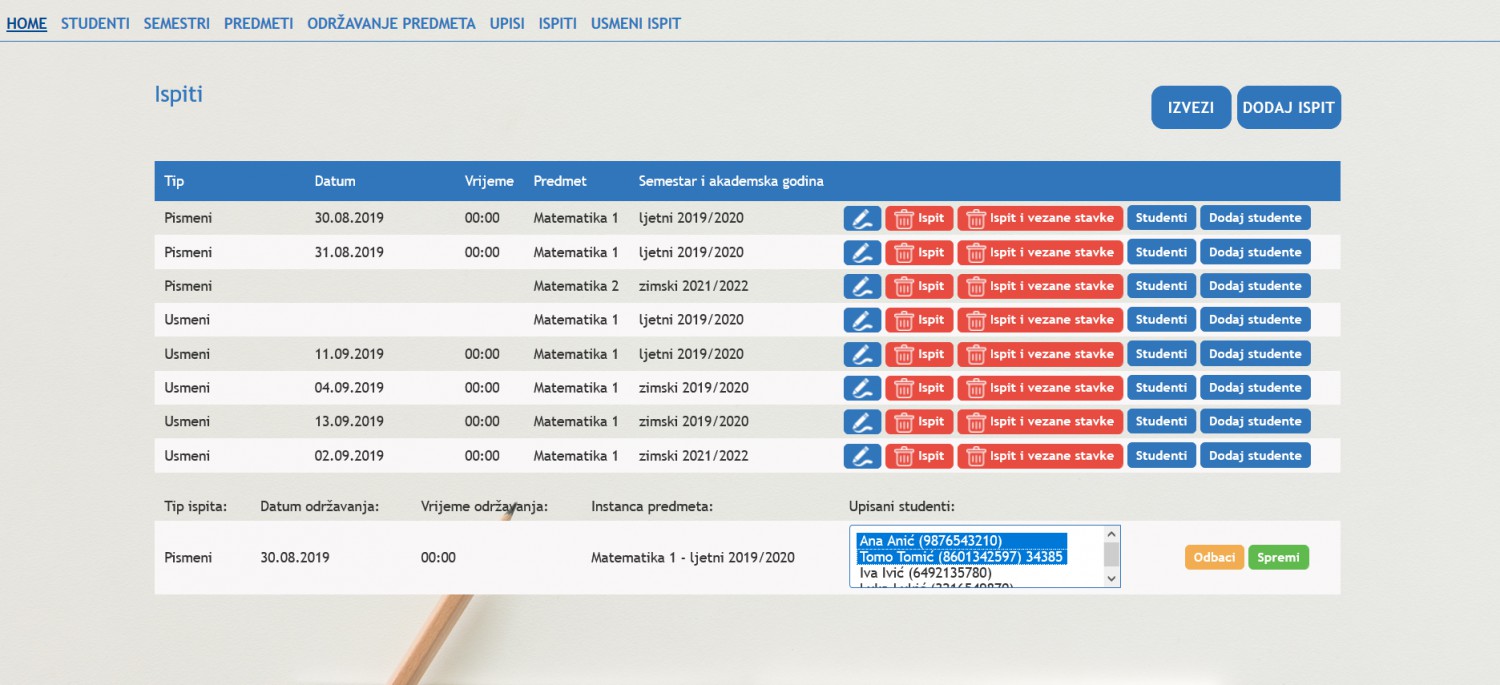 HOME STUDENTI SEMESTRI PREDMETI ODRŽAVANJE PREDMETA UPISI ISPITI USMENI ISPIT
Ispiti
IZVEZI DODAJ ISPIT
Tip Datum Vrijeme Predmet Semestar i akademska godina
Pismeni 30.08.2019 00:00 Matematika 1 ljetni 2019/2020 Ispit Ispit i vezane stavke Studenti Dodaj studente
Pismeni 31.08.2019 00:00 Matematika 1 ljetni 2019/2020 Ispit Ispit i vezane stavke Studenti Dodaj studente
Pismeni Matematika 2 zimski 2021/2022 Ispit Ispit i vezane stavke Studenti Dodaj studente
Usmeni Matematika 1 ljetni 2019/2020 Ispit Ispit i vezane stavke Studenti Dodaj studente
Usmeni 11.09.2019 00:00 Matematika 1 ljetni 2019/2020 Ispit Ispit i vezane stavke Studenti Dodaj studente
Usmeni 04.09.2019 00:00 Matematika 1 zimski 2019/2020 Ispit Ispit i vezane stavke Studenti Dodaj studente
Usmeni 13.09.2019 00:00 Matematika 1 zimski 2019/2020 Ispit Ispit i vezane stavke Studenti Dodaj studente
Usmeni 02.09.2019 00:00 Matematika 1 zimski 2021/2022 Ispit Ispit i vezane stavke Studenti Dodaj studente
Tip ispita: Datum održavanja: Vrijeme održavanja: Instanca predmeta: Upisani studenti:
Ana Anić (9876543210)
Pismeni 30.08.2019 00:00 Matematika 1 - ljetni 2019/2020 Tomo Tomić (8601342597) 34385 Odbaci Spremi
Iva Ivić (6492135780)